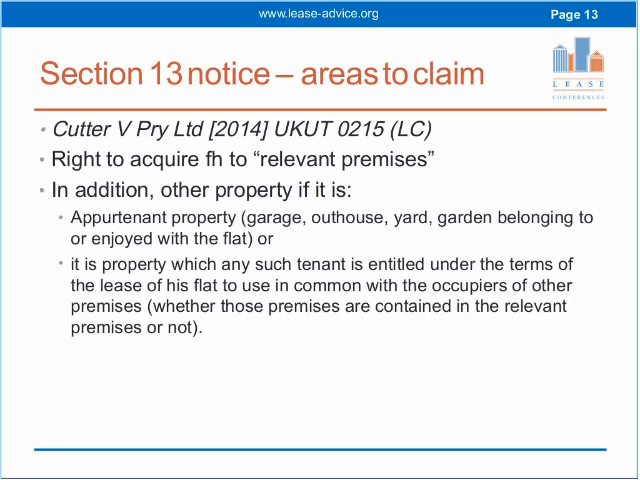 www.lease-advice.org
Page 13
Section 13 notice – areas to claim
LEASE
CONFERENCES
• Cutter V Pry Ltd [2014] UKUT 0215 (LC)
• Right to acquire fh to “relevant premises”
• In addition, other property if it is:
• Appurtenant property (garage, outhouse, yard, garden belonging to
or enjoyed with the flat) or
• it is property which any such tenant is entitled under the terms of
the lease of his flat to use in common with the occupiers of other
premises (whether those premises are contained in the relevant
premises or not).